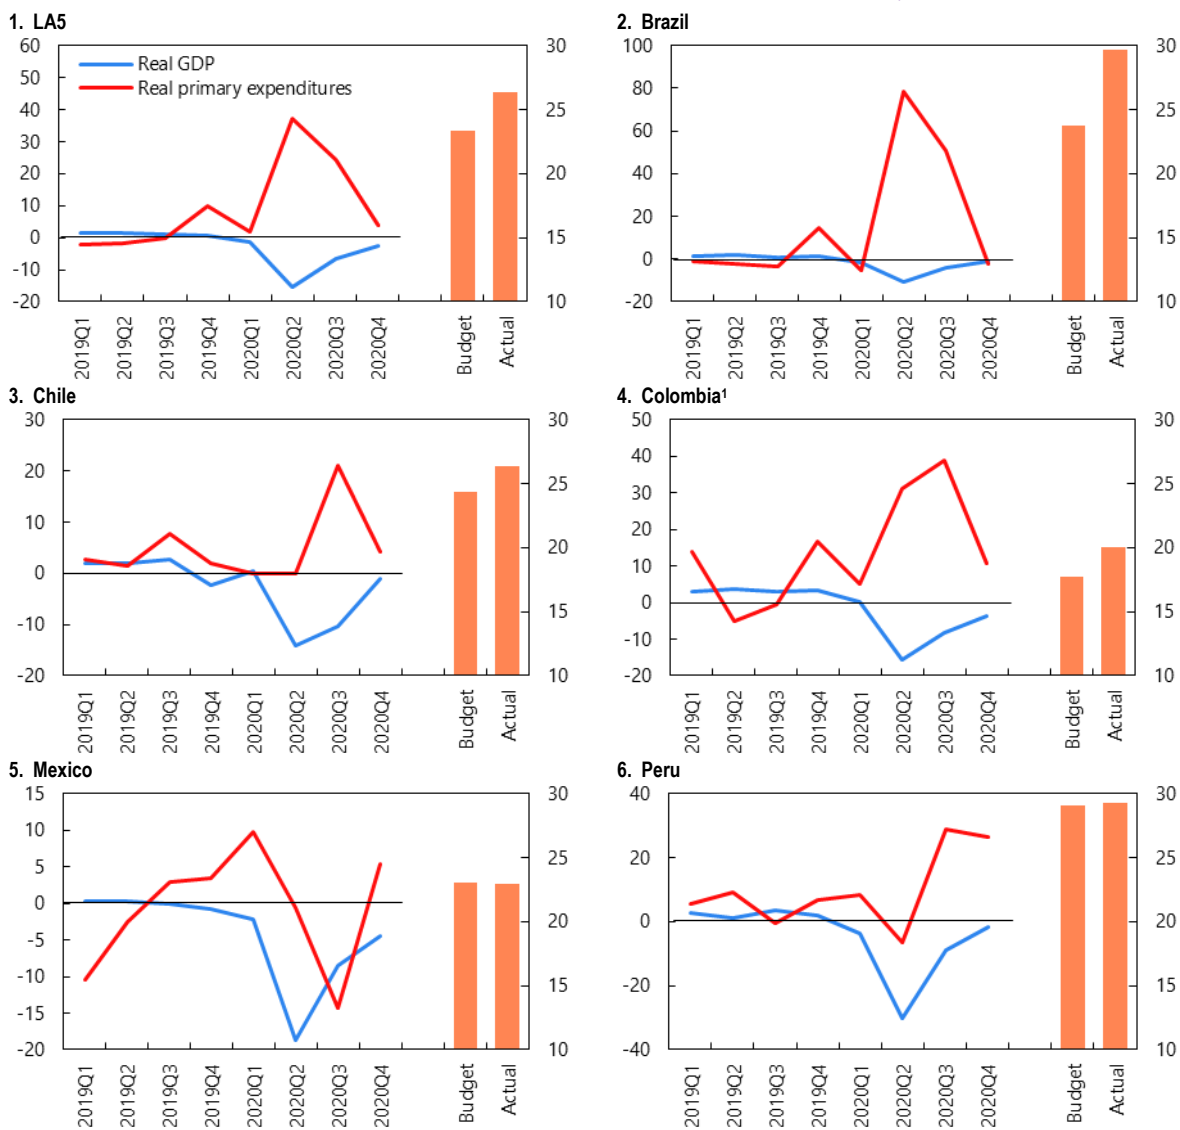 1. LA5
60
50
40
30
20
10
0
-10
-20
Real GDP
Real primary expenditures
30
25
20
15
10
2019Q1
2019Q2
2019Q3
2019Q4
2020Q1
2020Q2
2020Q3
2020Q4
Budget
Actual
2. Brazil
100
80
60
40
20
0
-20
30
25
20
15
10
2019Q1
2019Q2
2019Q3
2019Q4
2020Q1
2020Q2
2020Q3
2020Q4
Budget
Actual
3. Chile
30
20
10
0
-10
-20
30
25
20
15
10
2019Q1
2019Q2
2019Q3
2019Q4
2020Q1
2020Q2
2020Q3
2020Q4
Budget
Actual
4. Colombia¹
50
40
30
20
10
0
-10
-20
30
25
20
15
10
2019Q1
2019Q2
2019Q3
2019Q4
2020Q1
2020Q2
2020Q3
2020Q4
Budget
Actual
5. Mexico
15
10
5
0
-5
-10
-15
-20
30
25
20
15
10
2019Q1
2019Q2
2019Q3
2019Q4
2020Q1
2020Q2
2020Q3
2020Q4
Budget
Actual
6. Peru
40
20
0
-20
-40
30
25
20
15
10
2019Q1
2019Q2
2019Q3
2019Q4
2020Q1
2020Q2
2020Q3
2020Q4
Budget
Actual